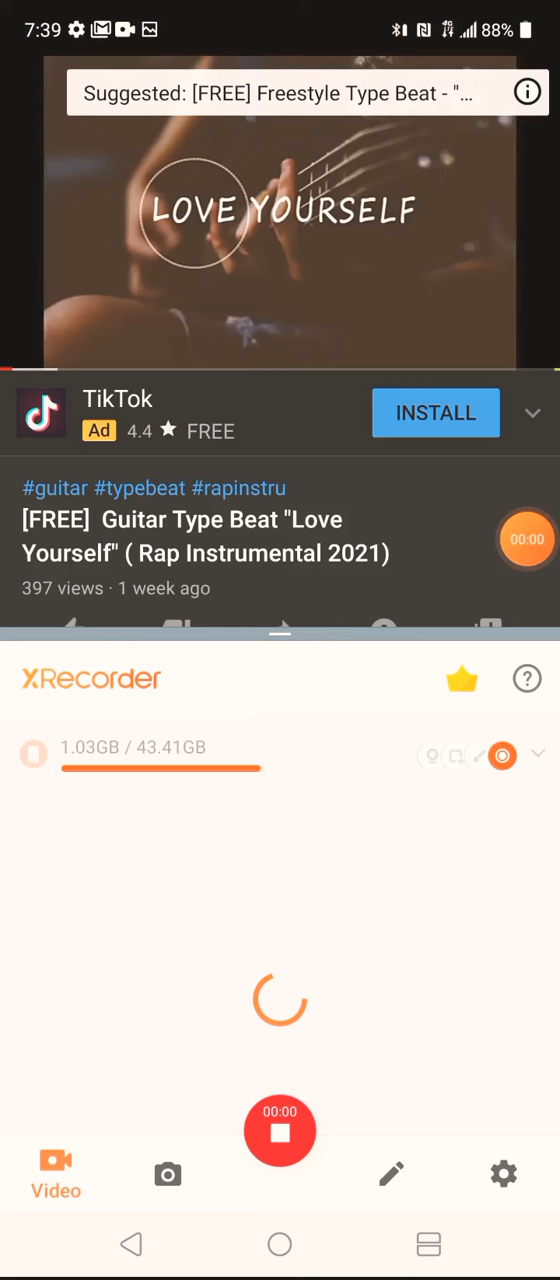 7:39
4G
88%
Suggested: [FREE] Freestyle Type Beat - "...
LOVE YOURSELF
TikTok
INSTALL
Ad 4.4 ★ FREE
#guitar #typebeat #rapinstru
[FREE] Guitar Type Beat "Love
Yourself" ( Rap Instrumental 2021)
00:00
397 views · 1 week ago
XRecorder
1.03GB / 43.41GB
00:00
Video